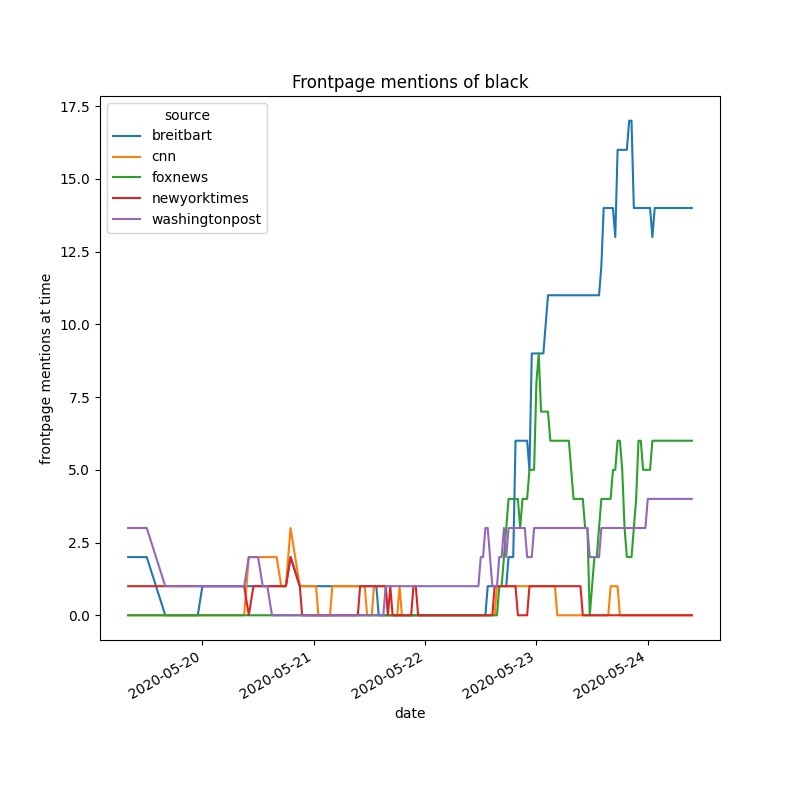 Frontpage mentions of black
source
breitbart
cnn
foxnews
newyorktimes
washingtonpost
17.5
15.0
12.5
10.0
7.5
5.0
2.5
0.0
frontpage mentions at time
2020-05-20
2020-05-21
2020-05-22
2020-05-23
2020-05-24
date